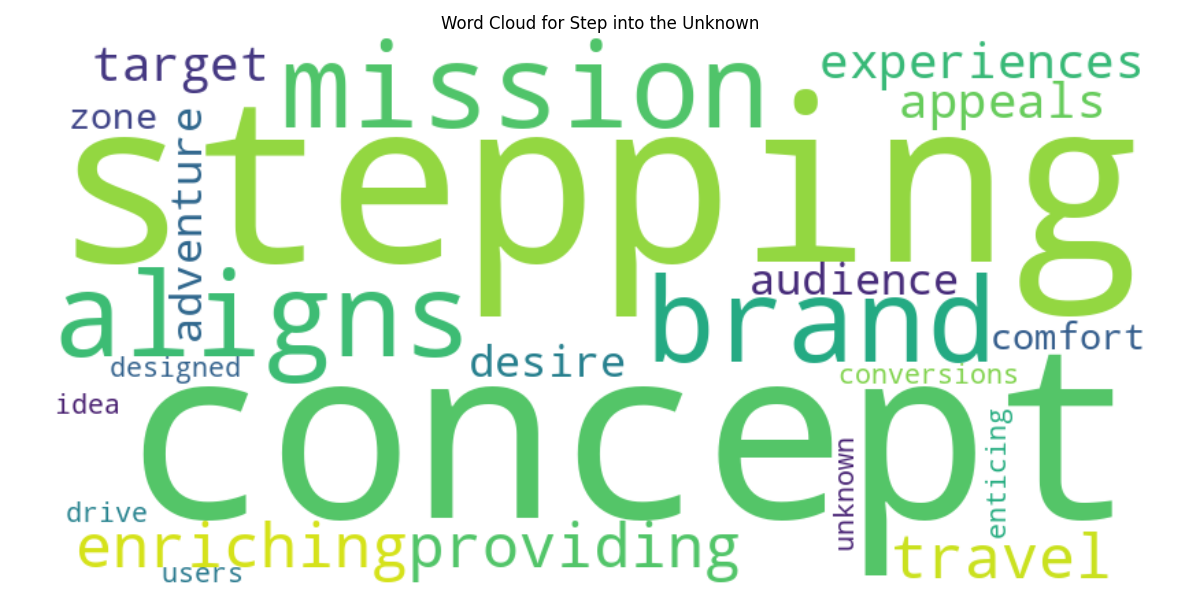 Word Cloud for Step into the Unknown
target
mission
experiences
appeals
zone
adventure
stepping
audience
aligns
brand
comfort
designed
desire
conversions
idea
concept
unknown
enticing
drive
enriching
providing
travel
users